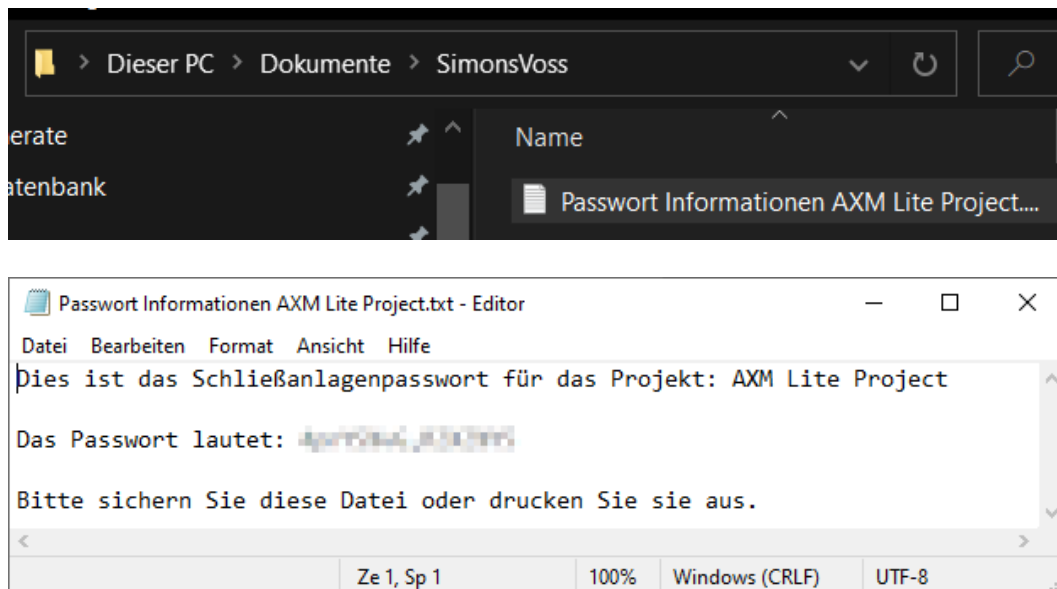 Dieser PC > Dokumente > SimonsVoss
erate
Name
atenbank
Passwort Informationen AXM Lite Project....
Passwort Informationen AXM Lite Project.txt - Editor
Datei Bearbeiten Format Ansicht Hilfe
Dies ist das Schließanlagenpasswort für das Projekt: AXM Lite Project
Das Passwort lautet:
Bitte sichern Sie diese Datei oder drucken Sie sie aus.
Ze 1, Sp 1 100% Windows (CRLF) UTF-8